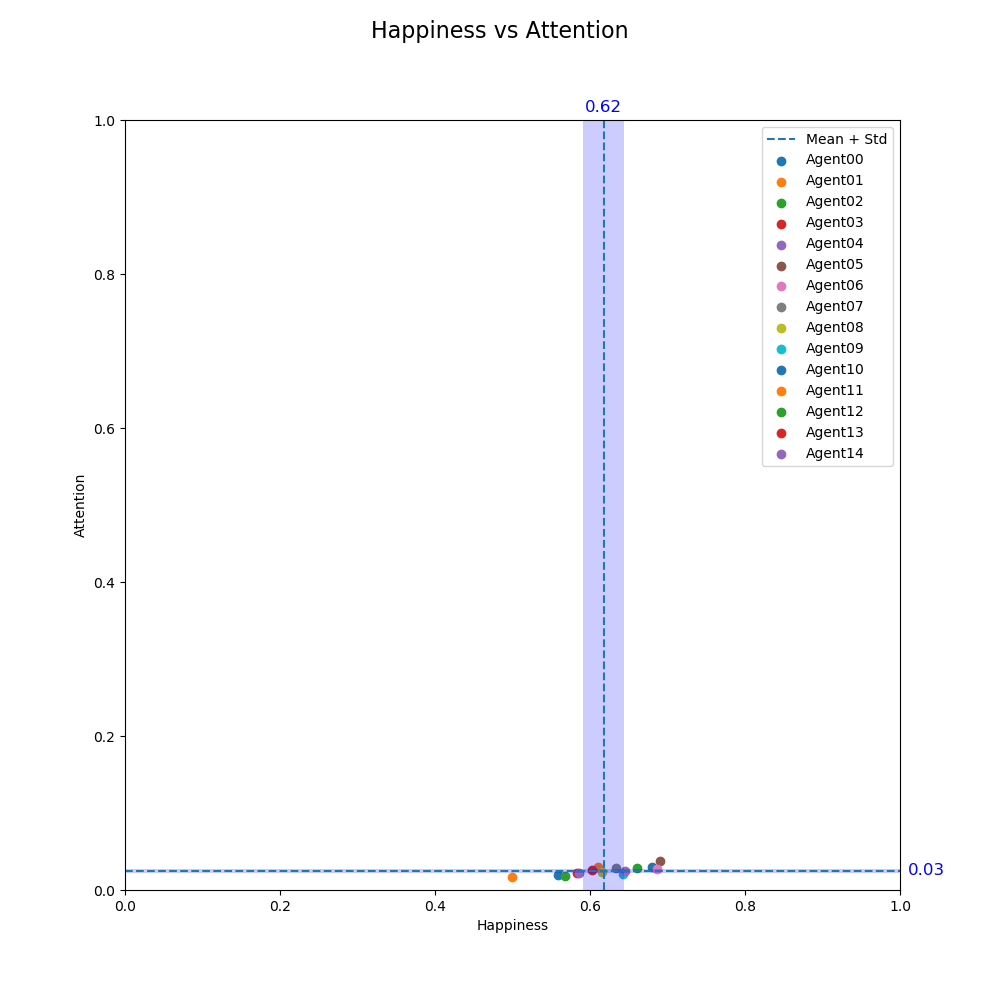 Happiness vs Attention
0.62
1.0
0.8
0.6
0.4
0.2
0.0
Attention
Mean + Std
Agent00
Agent01
Agent02
Agent03
Agent04
Agent05
Agent06
Agent07
Agent08
Agent09
Agent10
Agent11
Agent12
Agent13
Agent14
0.03
0.0 0.2 0.4 0.6 0.8 1.0
Happiness